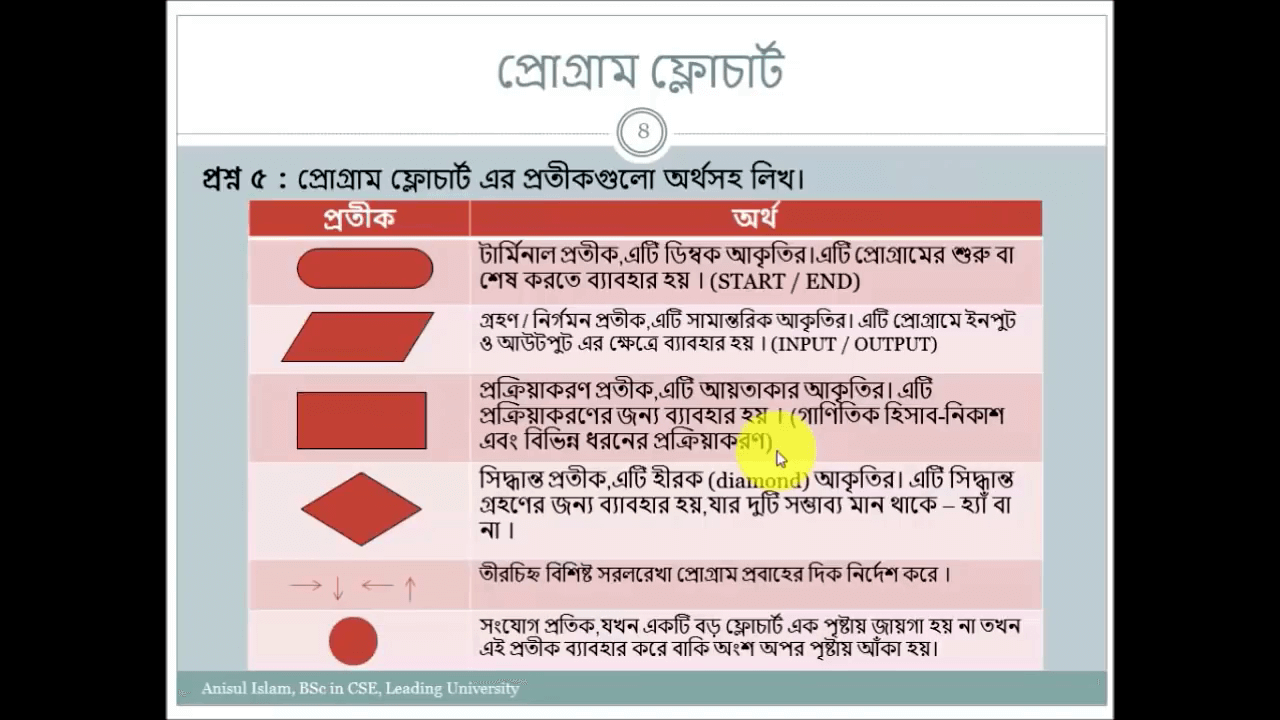 প্রোগ্রাম ফ্লোচার্ট
8
প্রশ্ন ৫ : প্রোগ্রাম ফ্লোচার্ট এর প্রতীকগুলো অর্থসহ লিখ।
প্রতীক অর্থ
টার্মিনাল প্রতীক,এটি ডিম্বক আকৃতির।এটি প্রোগ্রামের শুরু বা
শেষ করতে ব্যাবহার হয় । (START / END)
গ্রহণ / নির্গমন প্রতীক,এটি সামান্তরিক আকৃতির। এটি প্রোগ্রামে ইনপুট
ও আউটপুট এর ক্ষেত্রে ব্যাবহার হয় । (INPUT / OUTPUT)
প্রক্রিয়াকরণ প্রতীক,এটি আয়তাকার আকৃতির। এটি
প্রক্রিয়াকরণের জন্য ব্যাবহার হয় । (গাণিতিক হিসাব-নিকাশ
এবং বিভিন্ন ধরনের প্রক্রিয়াকরণ)
সিদ্ধান্ত প্রতীক,এটি হীরক (diamond) আকৃতির। এটি সিদ্ধান্ত
গ্রহণের জন্য ব্যাবহার হয়,যার দুটি সম্ভাব্য মান থাকে – হ্যাঁ বা
না ।
তীরচিহ্ন বিশিষ্ট সরলরেখা প্রোগ্রাম প্রবাহের দিক নির্দেশ করে ।
সংযোগ প্রতিক,যখন একটি বড় ফ্লোচার্ট এক পৃষ্টায় জায়গা হয় না তখন
এই প্রতীক ব্যাবহার করে বাকি অংশ অপর পৃষ্টায় আঁকা হয়।
Anisul Islam, BSc in CSE, Leading University